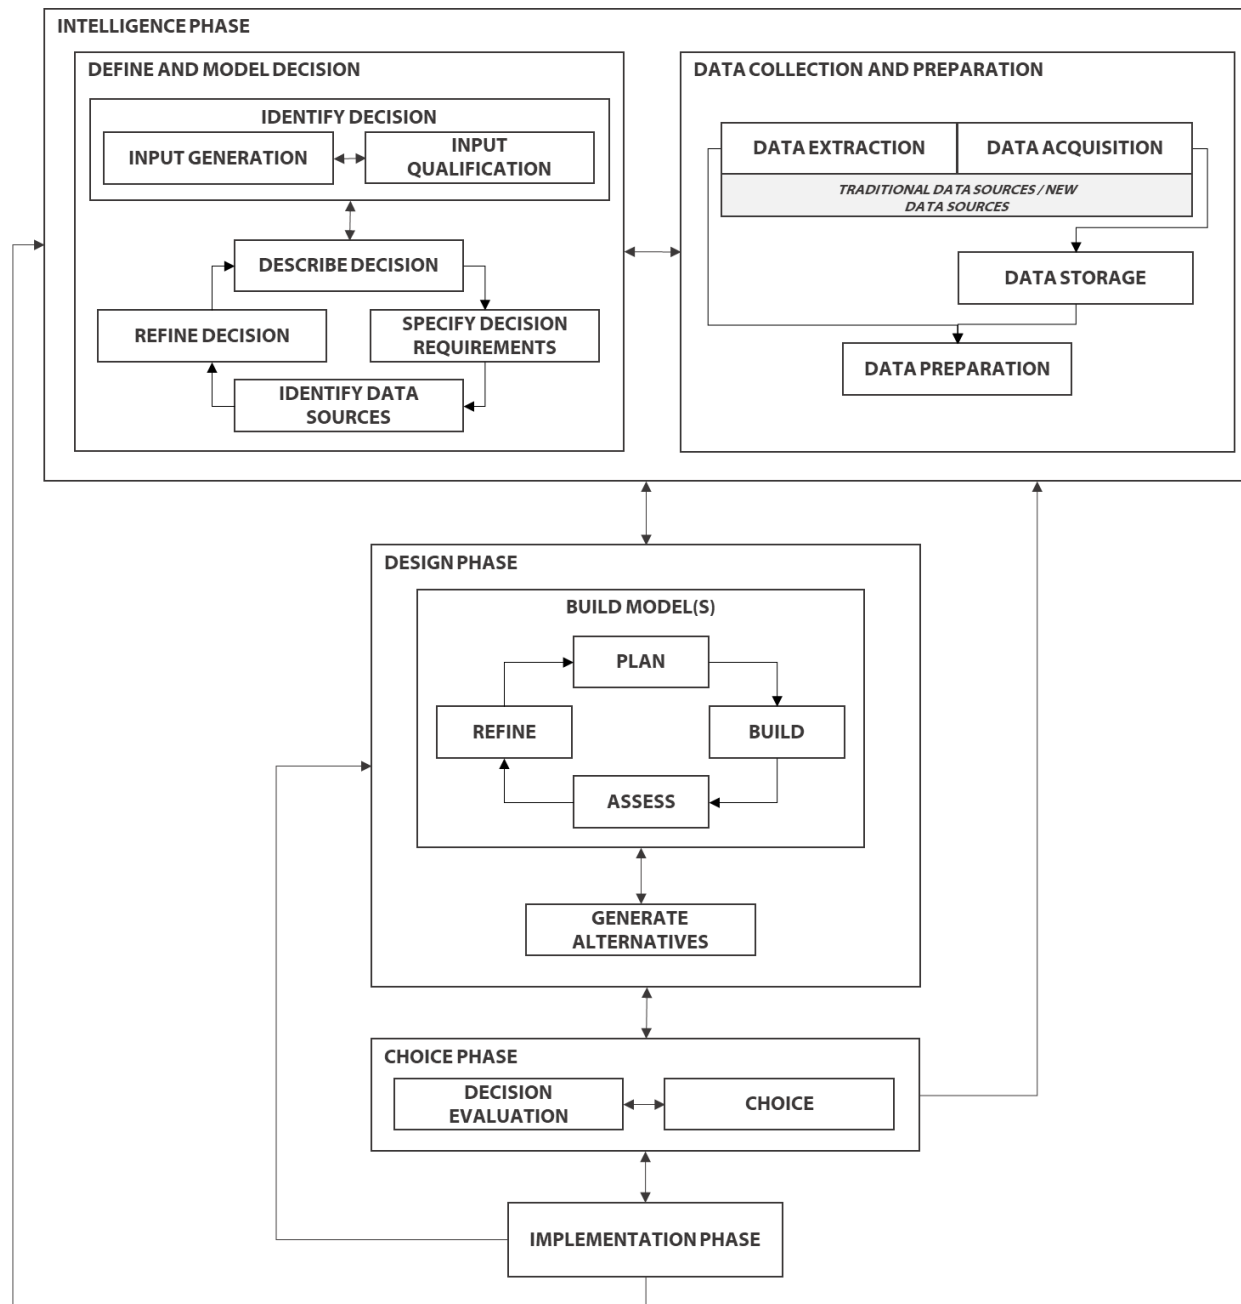 INTELLIGENCE PHASE
DEFINE AND MODEL DECISION
IDENTIFY DECISION
INPUT GENERATION
INPUT
QUALIFICATION
DESCRIBE DECISION
REFINE DECISION
SPECIFY DECISION
REQUIREMENTS
IDENTIFY DATA
SOURCES
DATA COLLECTION AND PREPARATION
DATA EXTRACTION
DATA ACQUISITION
TRADITIONAL DATA SOURCES / NEW
DATA SOURCES
DATA STORAGE
DATA PREPARATION
DESIGN PHASE
BUILD MODEL(S)
PLAN
REFINE
BUILD
ASSESS
GENERATE
ALTERNATIVES
CHOICE PHASE
DECISION
EVALUATION
CHOICE
IMPLEMENTATION PHASE